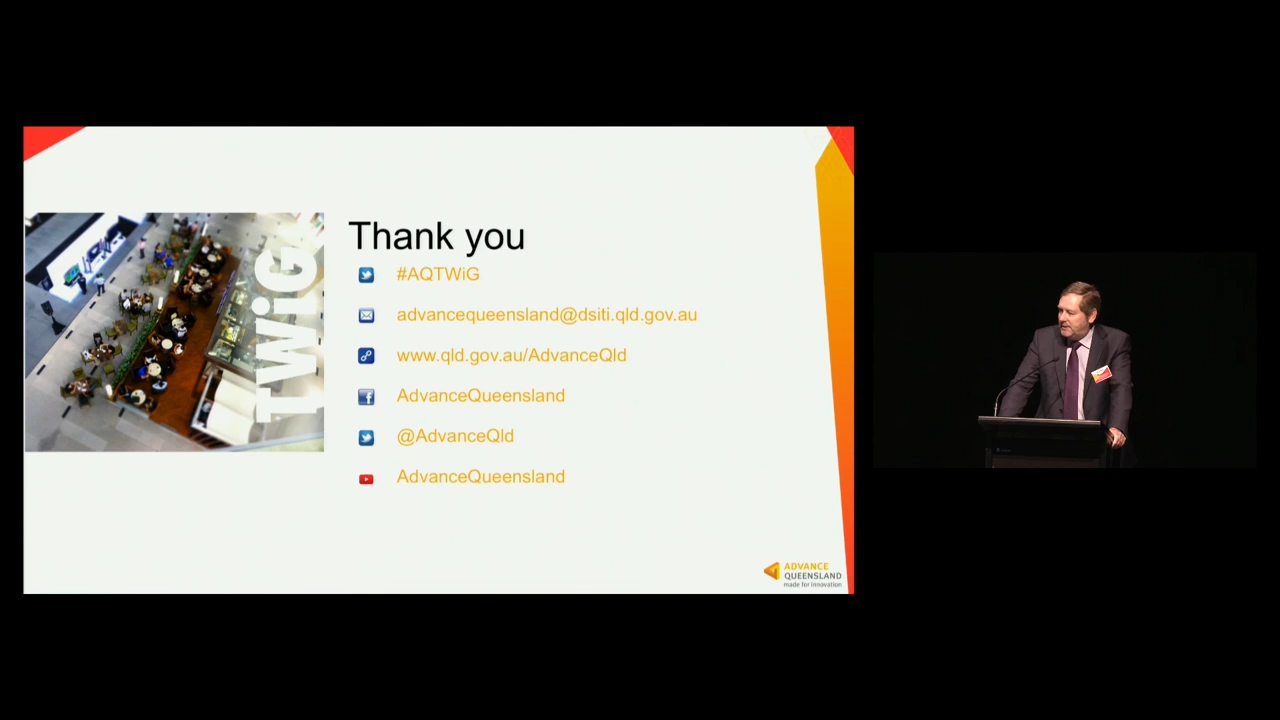 Thank you
#AQTWiG
advancequeensland@dsiti.qld.gov.au
www.qld.gov.au/AdvanceQld
AdvanceQueensland
@AdvanceQld
AdvanceQueensland
TWiG
ADVANCE
QUEENSLAND
made for innovation